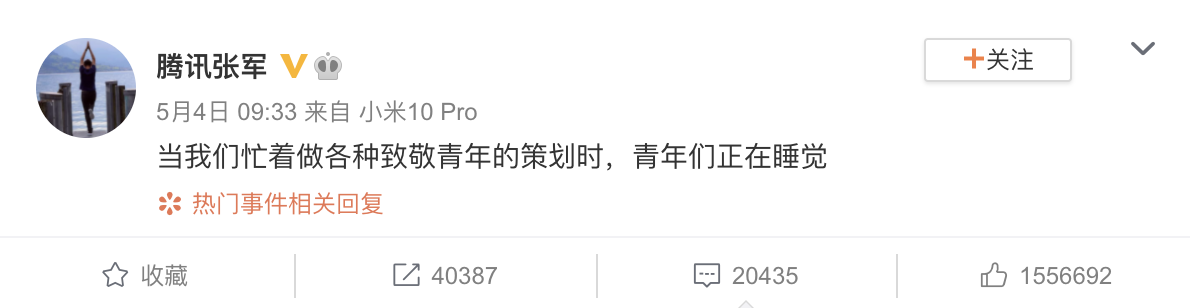 腾讯张军
+关注
5月4日 09:33 来自 小米10 Pro
当我们忙着做各种致敬青年的策划时，青年们正在睡觉
热门事件相关回复
收藏
40387
20435
1556692